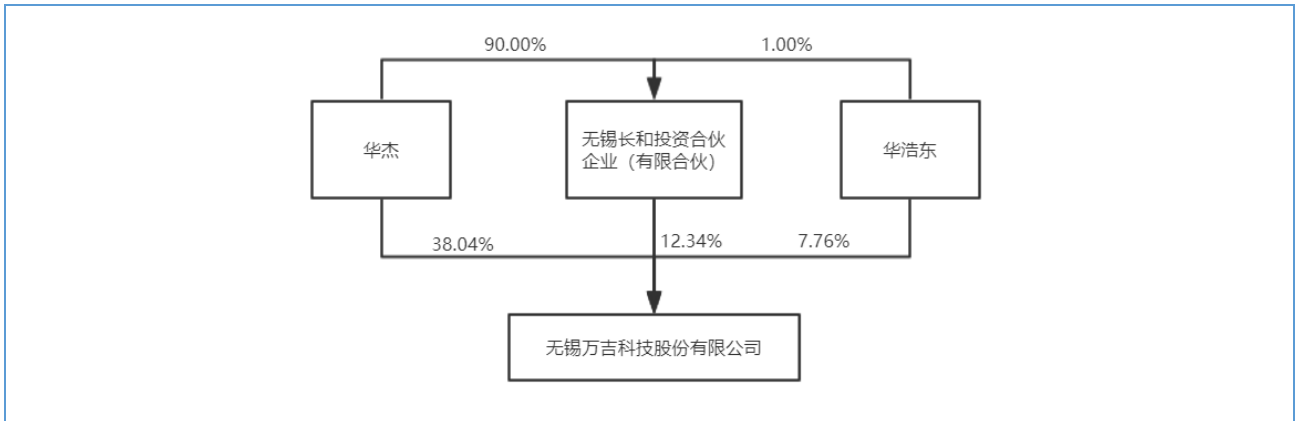 90.00%
1.00%
华杰
无锡长和投资合伙
企业（有限合伙）
华浩东
38.04%
12.34%
7.76%
无锡万吉科技股份有限公司